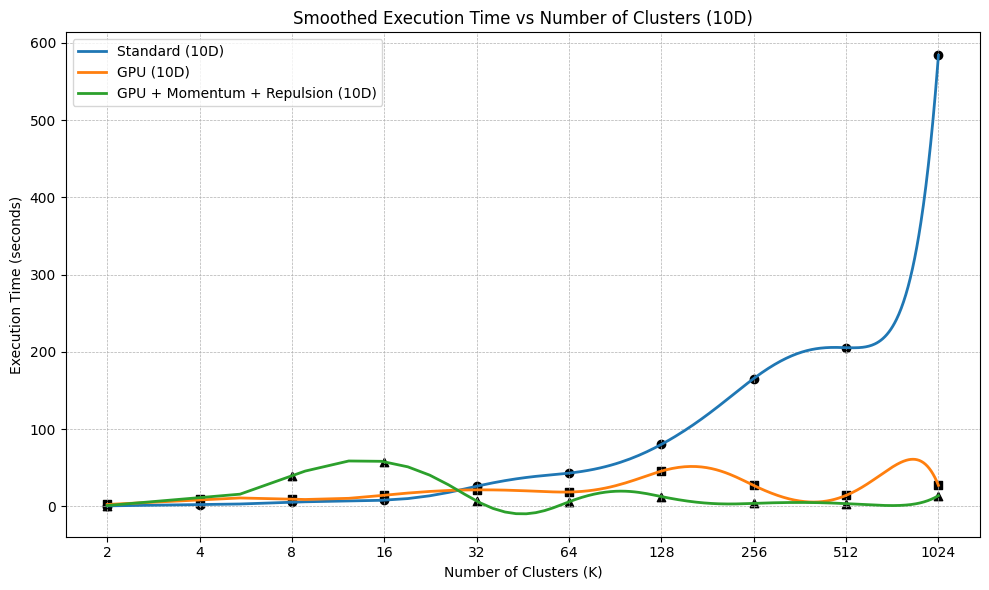 Smoothed Execution Time vs Number of Clusters (10D)
Standard (10D)
GPU (10D)
GPU + Momentum + Repulsion (10D)
Execution Time (seconds)
600
500
400
300
200
100
0
2 4 8 16 32 64 128 256 512 1024
Number of Clusters (K)